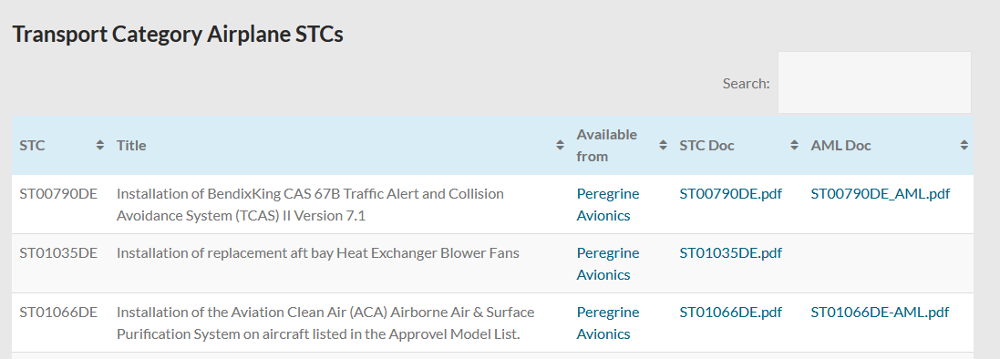 Transport Category Airplane STCs
Search:
STC Title Available from STC Doc AML Doc
ST00790DE Installation of BendixKing CAS 67B Traffic Alert and Collision Peregrine ST00790DE.pdf ST00790DE_AML.pdf
Avoidance System (TCAS) II Version 7.1 Avionics
ST01035DE Installation of replacement aft bay Heat Exchanger Blower Fans Peregrine ST01035DE.pdf
Avionics
ST01066DE Installation of the Aviation Clean Air (ACA) Airborne Air & Surface Peregrine ST01066DE.pdf ST01066DE-AML.pdf
Purification System on aircraft listed in the Approvel Model List. Avionics